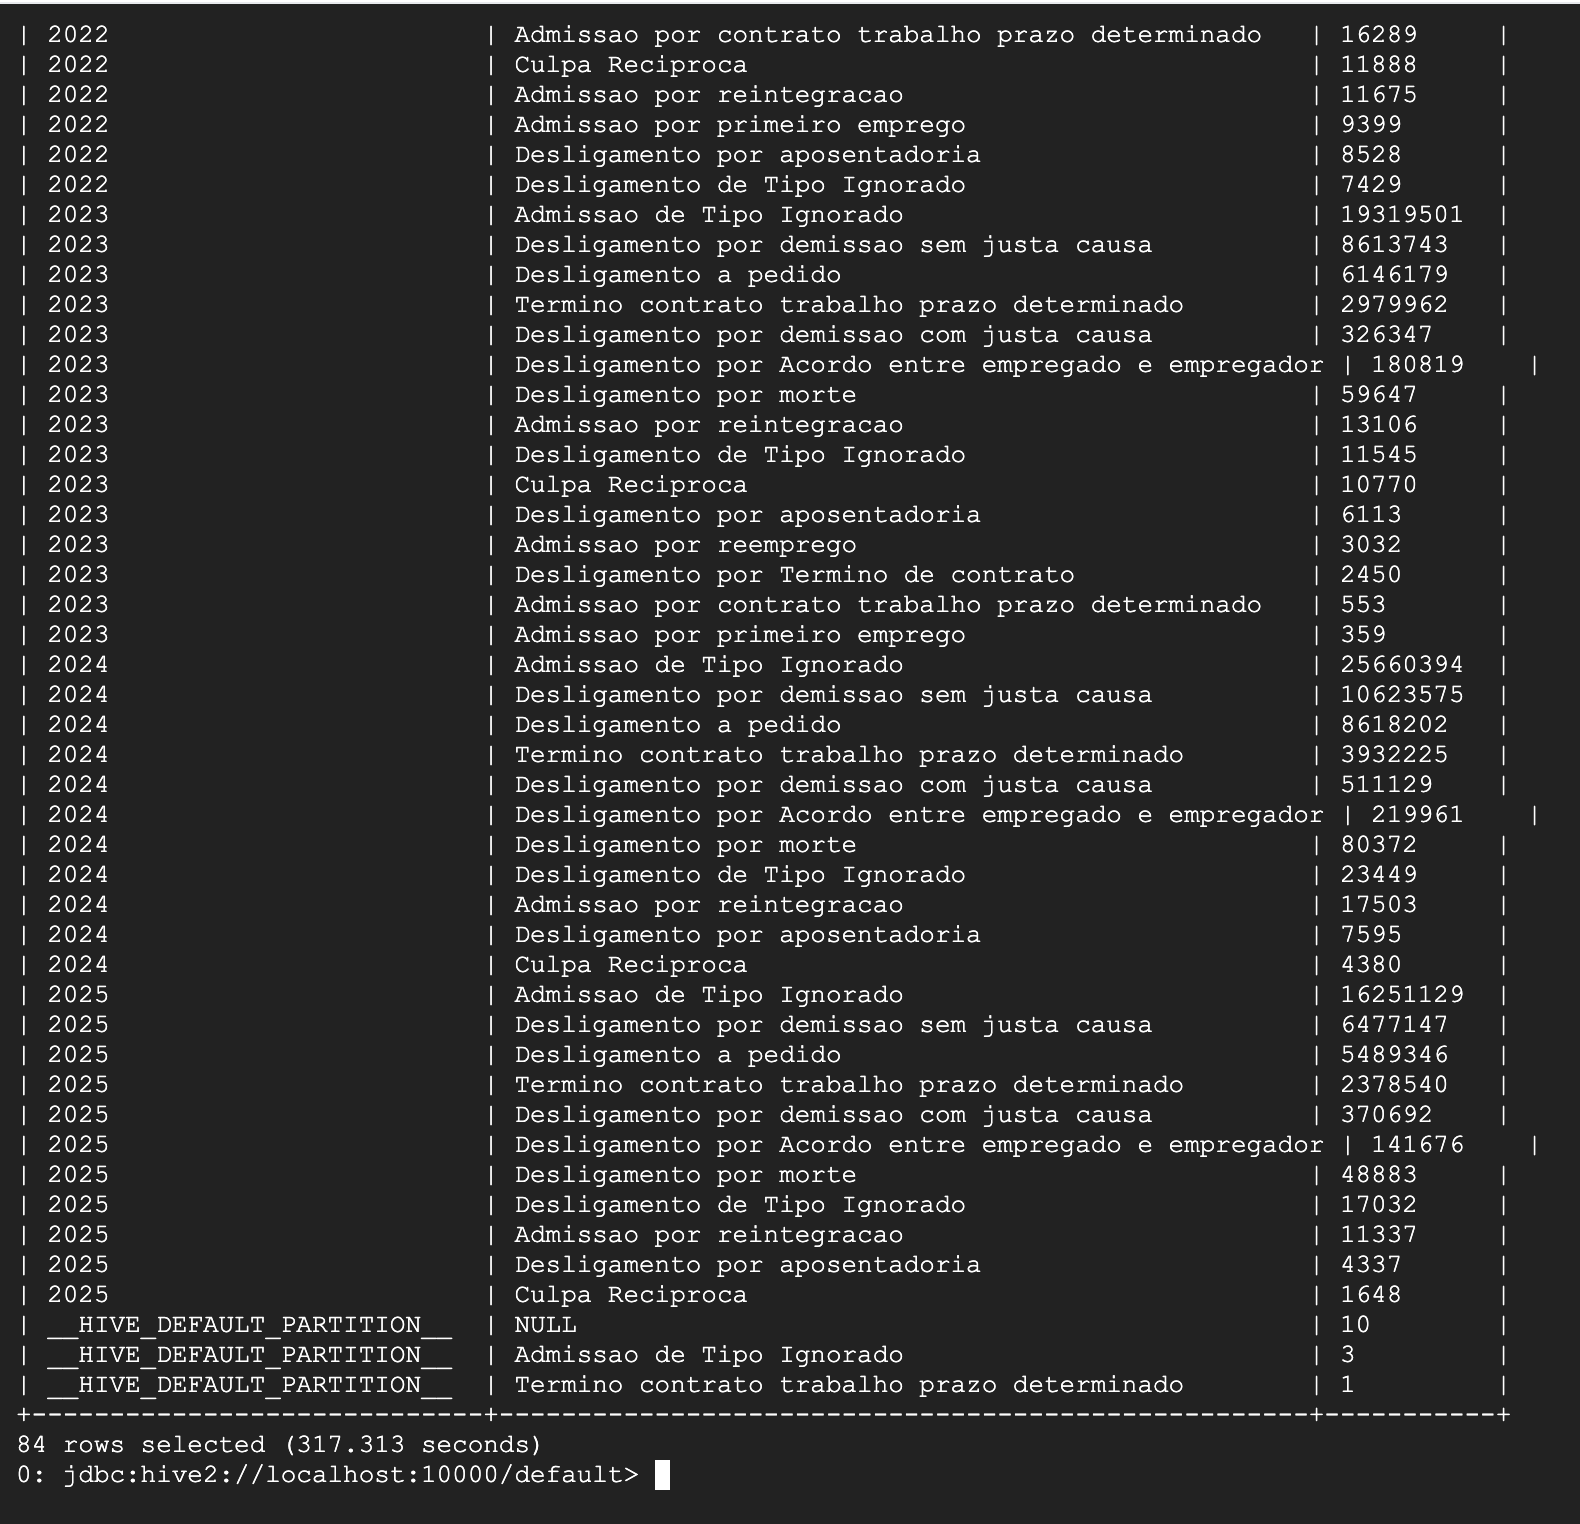 | 2022                        | Admissao por contrato trabalho prazo determinado   | 16289     |
| 2022                        | Culpa Reciproca                                    | 11888     |
| 2022                        | Admissao por reintegracao                          | 11675     |
| 2022                        | Admissao por primeiro emprego                      | 9399      |
| 2022                        | Desligamento por aposentadoria                     | 8528      |
| 2022                        | Desligamento de Tipo Ignorado                      | 7429      |
| 2023                        | Admissao de Tipo Ignorado                          | 19319501  |
| 2023                        | Desligamento por demissao sem justa causa          | 8613743   |
| 2023                        | Desligamento a pedido                              | 6146179   |
| 2023                        | Termino contrato trabalho prazo determinado        | 2979962   |
| 2023                        | Desligamento por demissao com justa causa          | 326347    |
| 2023                        | Desligamento por Acordo entre empregado e empregador | 180819    |
| 2023                        | Desligamento por morte                             | 59647     |
| 2023                        | Admissao por reintegracao                          | 13106     |
| 2023                        | Desligamento de Tipo Ignorado                      | 11545     |
| 2023                        | Culpa Reciproca                                    | 10770     |
| 2023                        | Desligamento por aposentadoria                     | 6113      |
| 2023                        | Admissao por reemprego                             | 3032      |
| 2023                        | Desligamento por Termino de contrato               | 2450      |
| 2023                        | Admissao por contrato trabalho prazo determinado   | 553       |
| 2023                        | Admissao por primeiro emprego                      | 359       |
| 2024                        | Admissao de Tipo Ignorado                          | 25660394  |
| 2024                        | Desligamento por demissao sem justa causa          | 10623575  |
| 2024                        | Desligamento a pedido                              | 8618202   |
| 2024                        | Termino contrato trabalho prazo determinado        | 3932225   |
| 2024                        | Desligamento por demissao com justa causa          | 511129    |
| 2024                        | Desligamento por Acordo entre empregado e empregador | 219961    |
| 2024                        | Desligamento por morte                             | 80372     |
| 2024                        | Desligamento de Tipo Ignorado                      | 23449     |
| 2024                        | Admissao por reintegracao                          | 17503     |
| 2024                        | Desligamento por aposentadoria                     | 7595      |
| 2024                        | Culpa Reciproca                                    | 4380      |
| 2025                        | Admissao de Tipo Ignorado                          | 16251129  |
| 2025                        | Desligamento por demissao sem justa causa          | 6477147   |
| 2025                        | Desligamento a pedido                              | 5489346   |
| 2025                        | Termino contrato trabalho prazo determinado        | 2378540   |
| 2025                        | Desligamento por demissao com justa causa          | 370692    |
| 2025                        | Desligamento por Acordo entre empregado e empregador | 141676    |
| 2025                        | Desligamento por morte                             | 48883     |
| 2025                        | Desligamento de Tipo Ignorado                      | 17032     |
| 2025                        | Admissao por reintegracao                          | 11337     |
| 2025                        | Desligamento por aposentadoria                     | 4337      |
| 2025                        | Culpa Reciproca                                    | 1648      |
| __HIVE_DEFAULT_PARTITION__  | NULL                                               | 10        |
| __HIVE_DEFAULT_PARTITION__  | Admissao de Tipo Ignorado                          | 3         |
| __HIVE_DEFAULT_PARTITION__  | Termino contrato trabalho prazo determinado        | 1         |
+-----------------------------+----------------------------------------------------+-----------+
84 rows selected (317.313 seconds)
0: jdbc:hive2://localhost:10000/default>